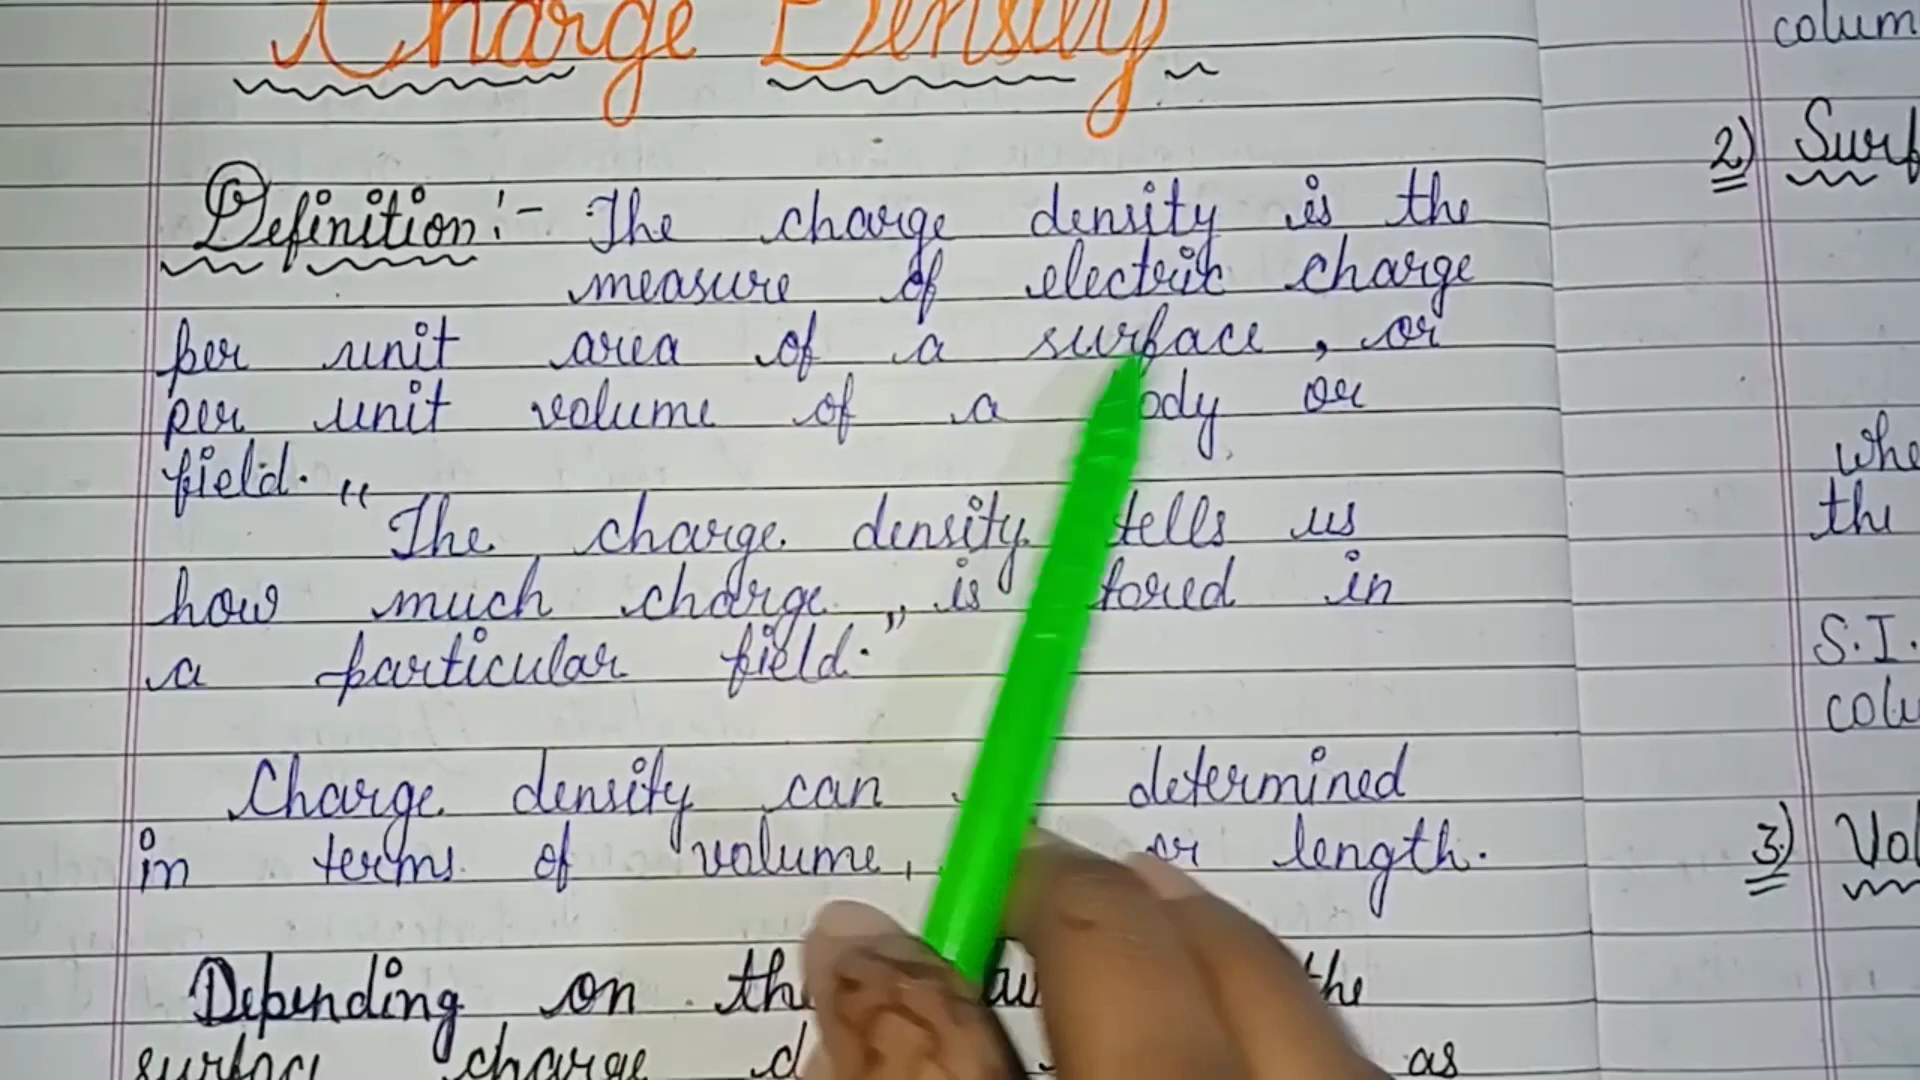 Charge Density
Definition:- The charge density is the
measure of electric charge
per unit area of a surface, or
per unit volume of a body or
field. "
The charge density tells us
how much charge, is tored in
a particular field."
Charge density can determined
in terms of volume, or length.
Depending on the
surface charge as
colum
2) Surf
whe
the
S.I.
colu
3) Vol